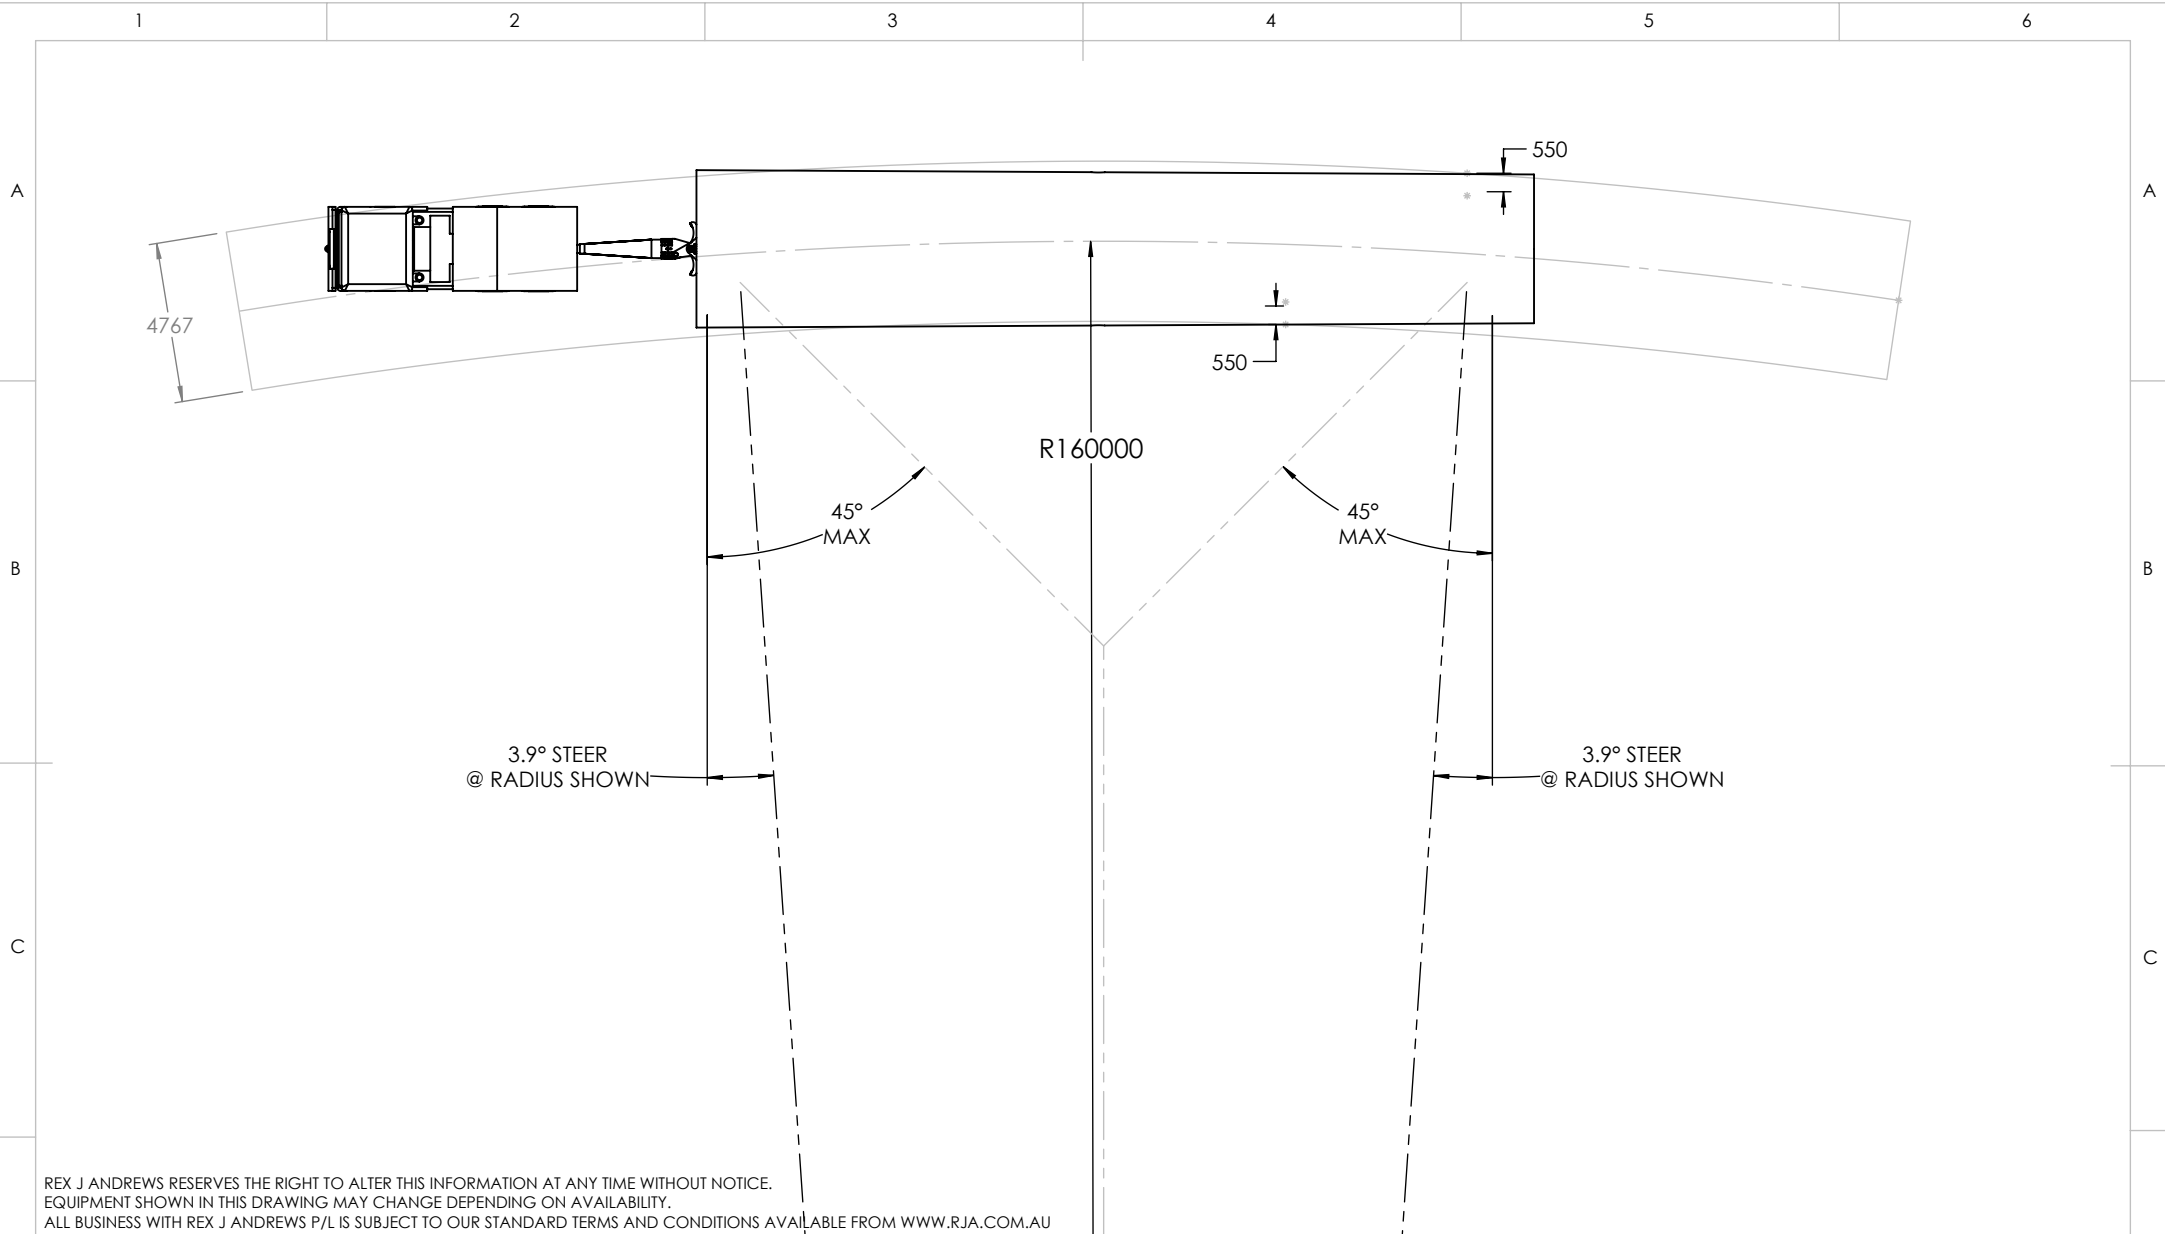 1 2 3 4 5 6
550
A A
4767
550
R160000
45° 45°
MAX MAX
B B
3.9° STEER 3.9° STEER
@ RADIUS SHOWN @ RADIUS SHOWN
C C
REX J ANDREWS RESERVES THE RIGHT TO ALTER THIS INFORMATION AT ANY TIME WITHOUT NOTICE.
EQUIPMENT SHOWN IN THIS DRAWING MAY CHANGE DEPENDING ON AVAILABILITY.
ALL BUSINESS WITH REX J ANDREWS P/L IS SUBJECT TO OUR STANDARD TERMS AND CONDITIONS AVAILABLE FROM WWW.RJA.COM.AU